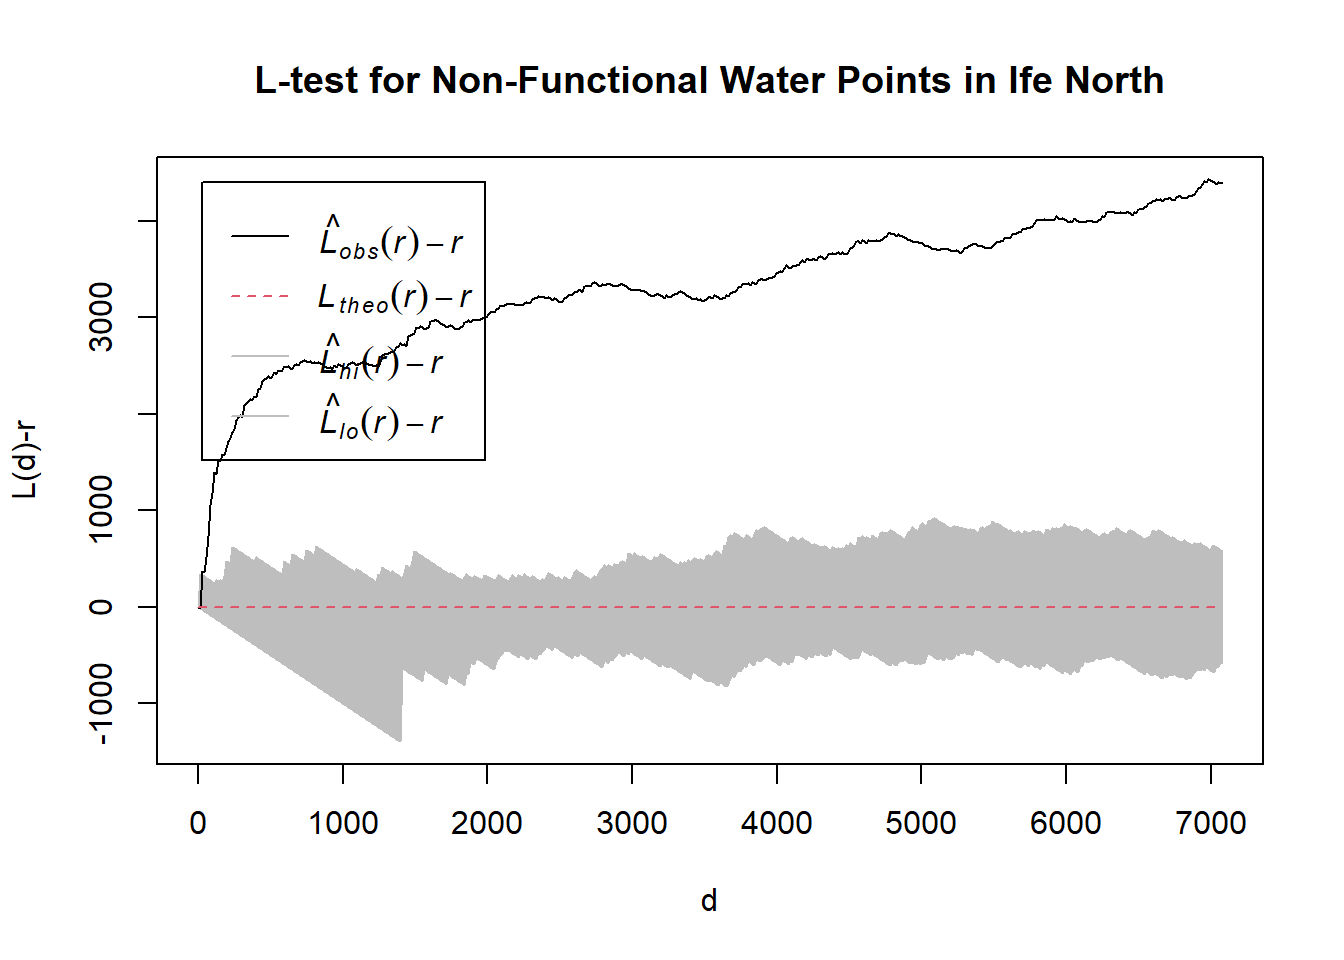 L-test for Non-Functional Water Points in Ife North
L̂obs(r) – r
Ltheo(r) – r
L̂hi(r) – r
L̂lo(r) – r
L(d)-r
3000
1000
0
-1000
0 1000 2000 3000 4000 5000 6000 7000
d